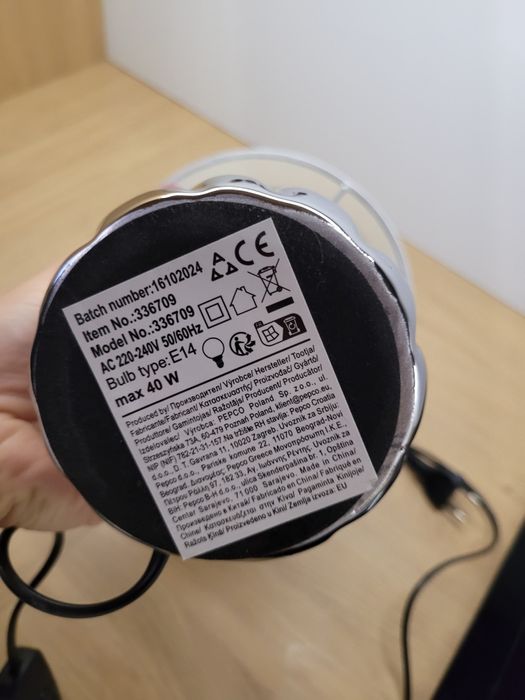 Batch number:16102024
CE
Item No.:336709
Model No.:336709
AC 220-240V 50/60Hz
Bulb type:E14
max 40 W
Produced by/ Производител/ Výrobce/ Hersteller/ Tootja/
Fabricante/Fabricant/ Κατασκευαστής/ Proizvođač/ Gyártó/
Produttore/ Gamintojas/ Ražotājs/ Producent/ Producător/
Izdelovalec/ Výrobca: PEPCO Poland Sp. z o.o., ul.
Strzeszyńska 73A, 60-479 Poznań, Poland, klient@pepco.eu,
NIP (NIF) 782-21-31-157. Na tržište RH stavlja: Pepco Croatia
d.o.o., D. T. Gavrana 11, 10020 Zagreb. Uvoznik za Srbiju:
Pepco d.o.o., Pariske komune 22, 11070 Beograd-Novi
Beograd. Διανομέας: Pepco Greece Μονοπρόσωπη Ι.Κ.Ε.,
Πέτρου Ράλλη 97, 182 33, Άγ. Ιωάννης Ρέντης. Uvoznik za
BiH: Pepco B-H d.o.o., ulica Skenderpašina br. 1, Opština
Centar Sarajevo, 71 000 Sarajevo. Made in China/
Произведено в Китай/ Fabricado en China/ Fabriqué en
Chine/ Κατασκευάζεται στην Κίνα/ Pagaminta Kinijoje/
Ražots Ķīnā/ Proizvedeno u Kini/ Zemlja izvoza: EU